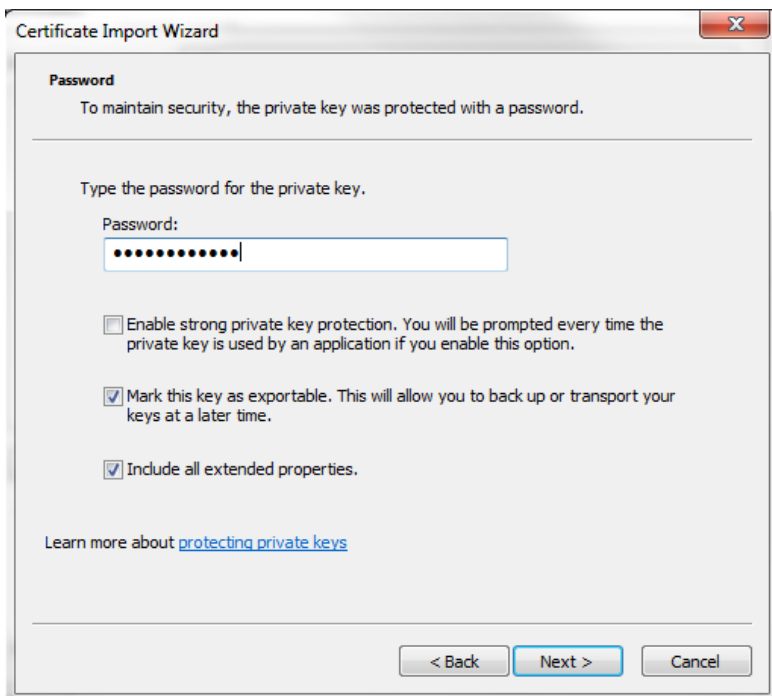 Certificate Import Wizard
Password
To maintain security, the private key was protected with a password.
Type the password for the private key.
Password:
••••••••••••
Enable strong private key protection. You will be prompted every time the
private key is used by an application if you enable this option.
Mark this key as exportable. This will allow you to back up or transport your
keys at a later time.
Include all extended properties.
Learn more about protecting private keys
< Back Next > Cancel